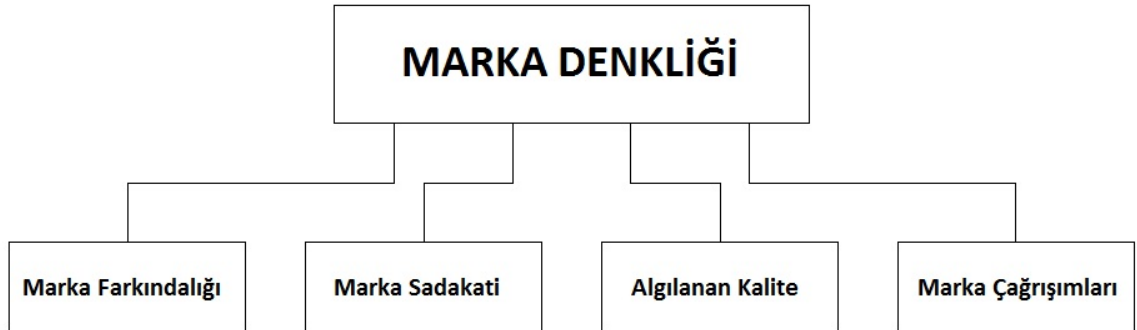 MARKA DENKLİĞİ
Marka Farkındalığı
Marka Sadakati
Algılanan Kalite
Marka Çağrışımları